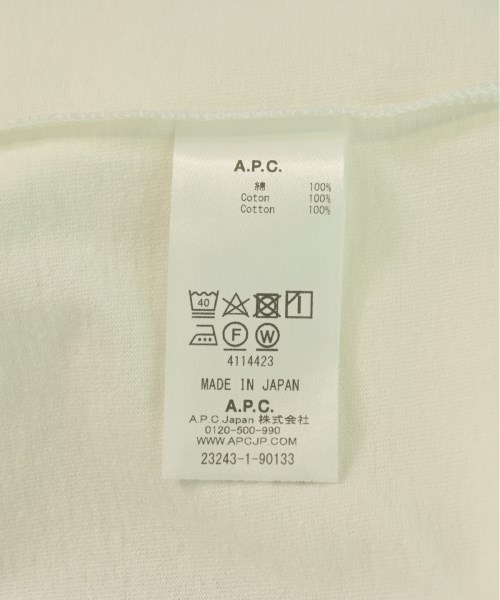 A.P.C.
綿 100%
Coton 100%
Cotton 100%
40
F W
4114423
MADE IN JAPAN
A.P.C.
A.P.C.Japan 株式会社
0120-500-990
WWW.APCJP.COM
23243-1-90133